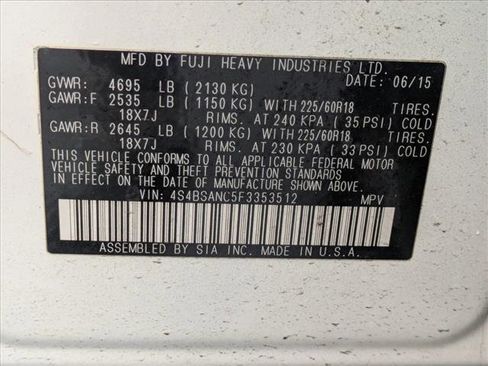 MFD BY FUJI HEAVY INDUSTRIES LTD.
GVWR: 4695 LB (2130 KG) DATE: 06/15
GAWR:F 2535 LB (1150 KG) WITH 225/60R18 TIRES.
18X7J RIMS. AT 240 KPA (35 PSI) COLD
GAWR:R 2645 LB (1200 KG) WITH 225/60R18 TIRES.
18X7J RIMS. AT 230 KPA (33 PSI) COLD
THIS VEHICLE CONFORMS TO ALL APPLICABLE FEDERAL MOTOR
VEHICLE SAFETY AND THEFT PREVENTION STANDARDS
IN EFFECT ON THE DATE OF MANUFACTURE SHOWN ABOVE.
VIN: 4S4BSANC5F3353512 MPV
ASSEMBLED BY SIA INC. MADE IN U.S.A.